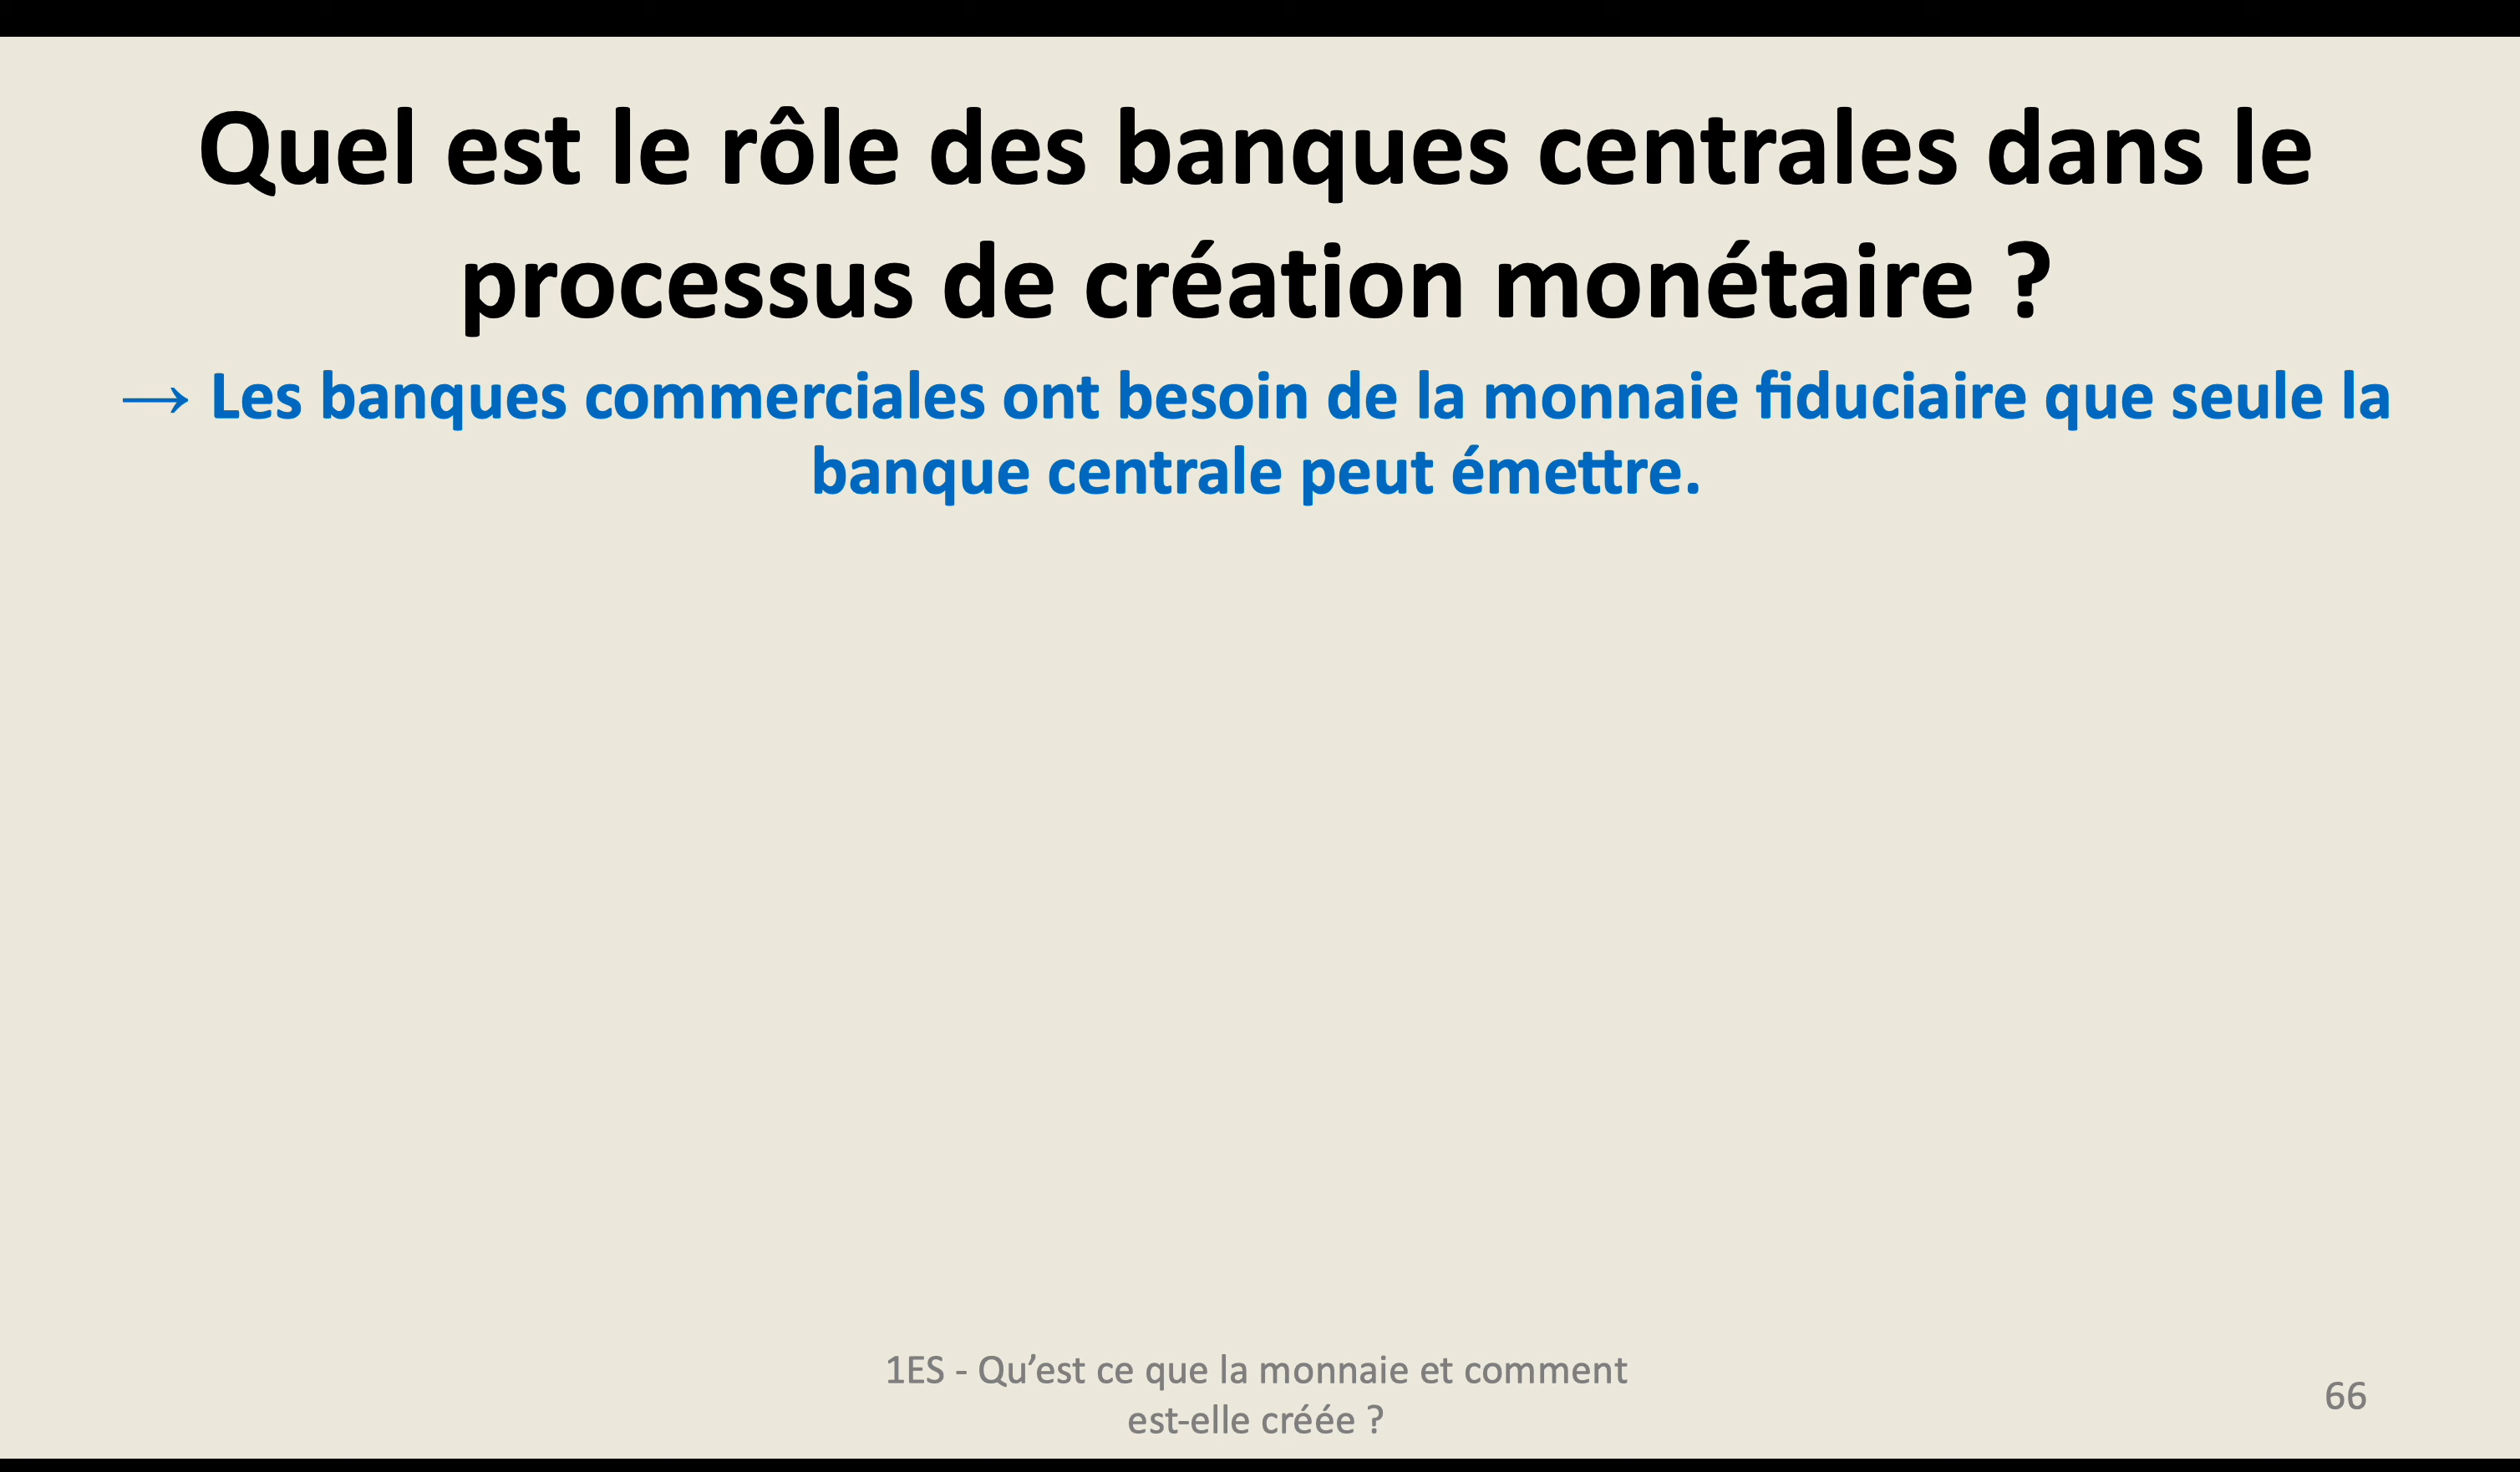 Quel est le rôle des banques centrales dans le
processus de création monétaire ?
→ Les banques commerciales ont besoin de la monnaie fiduciaire que seule la
banque centrale peut émettre.
1ES - Qu’est ce que la monnaie et comment
est-elle créée ?
66